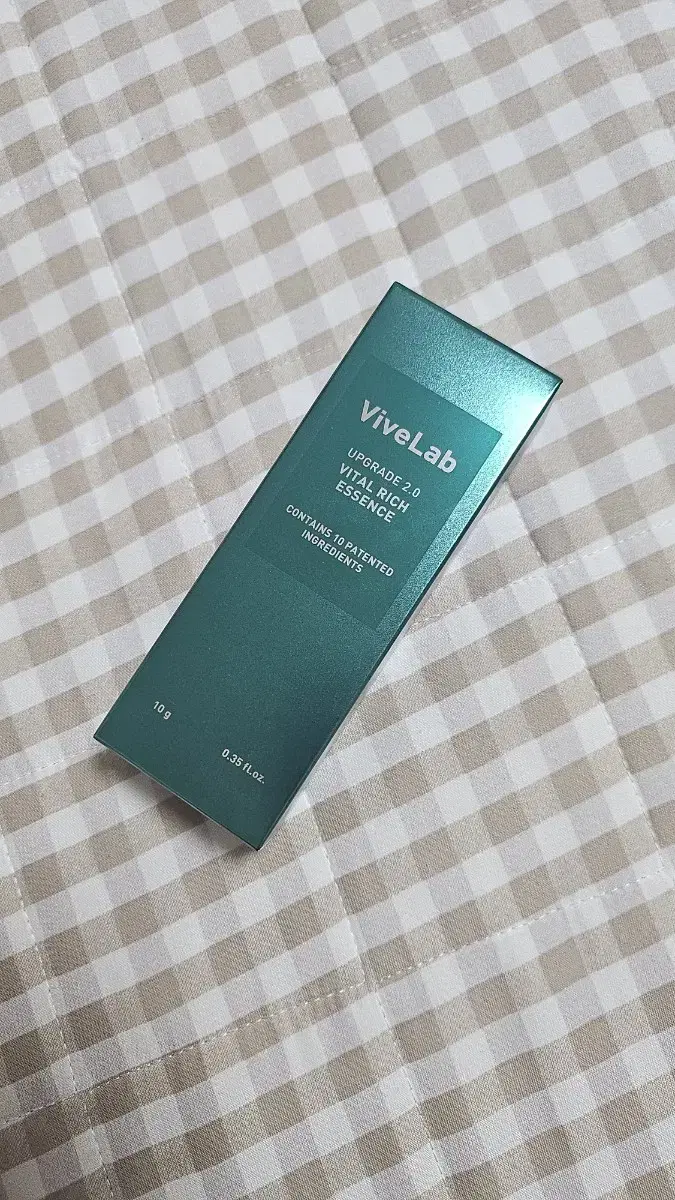 ViveLab
UPGRADE 2.0
VITAL RICH
ESSENCE
CONTAINS 10 PATENTED
INGREDIENTS
10 g
0.35 fl.oz.